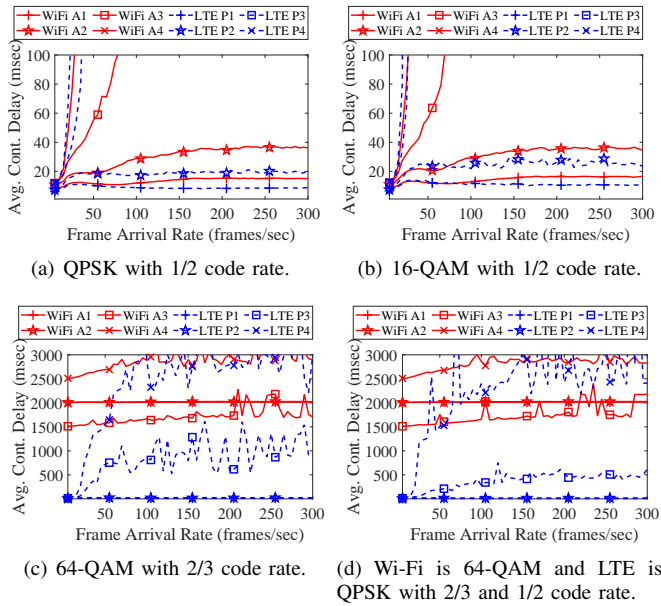 WiFi A1 WiFi A3 LTE P1 LTE P3
WiFi A2 WiFi A4 LTE P2 LTE P4
100
80
60
40
20
50 100 150 200 250 300
Avg. Cont. Delay (msec)
Frame Arrival Rate (frames/sec)
(a) QPSK with 1/2 code rate.
WiFi A1 WiFi A3 LTE P1 LTE P3
WiFi A2 WiFi A4 LTE P2 LTE P4
100
80
60
40
20
50 100 150 200 250 300
Avg. Cont. Delay (msec)
Frame Arrival Rate (frames/sec)
(b) 16-QAM with 1/2 code rate.
WiFi A1 WiFi A3 LTE P1 LTE P3
WiFi A2 WiFi A4 LTE P2 LTE P4
3000
2500
2000
1500
1000
500
50 100 150 200 250 300
Avg. Cont. Delay (msec)
Frame Arrival Rate (frames/sec)
(c) 64-QAM with 2/3 code rate.
WiFi A1 WiFi A3 LTE P1 LTE P3
WiFi A2 WiFi A4 LTE P2 LTE P4
3000
2500
2000
1500
1000
500
50 100 150 200 250 300
Avg. Cont. Delay (msec)
Frame Arrival Rate (frames/sec)
(d) Wi-Fi is 64-QAM and LTE is
QPSK with 2/3 and 1/2 code rate.